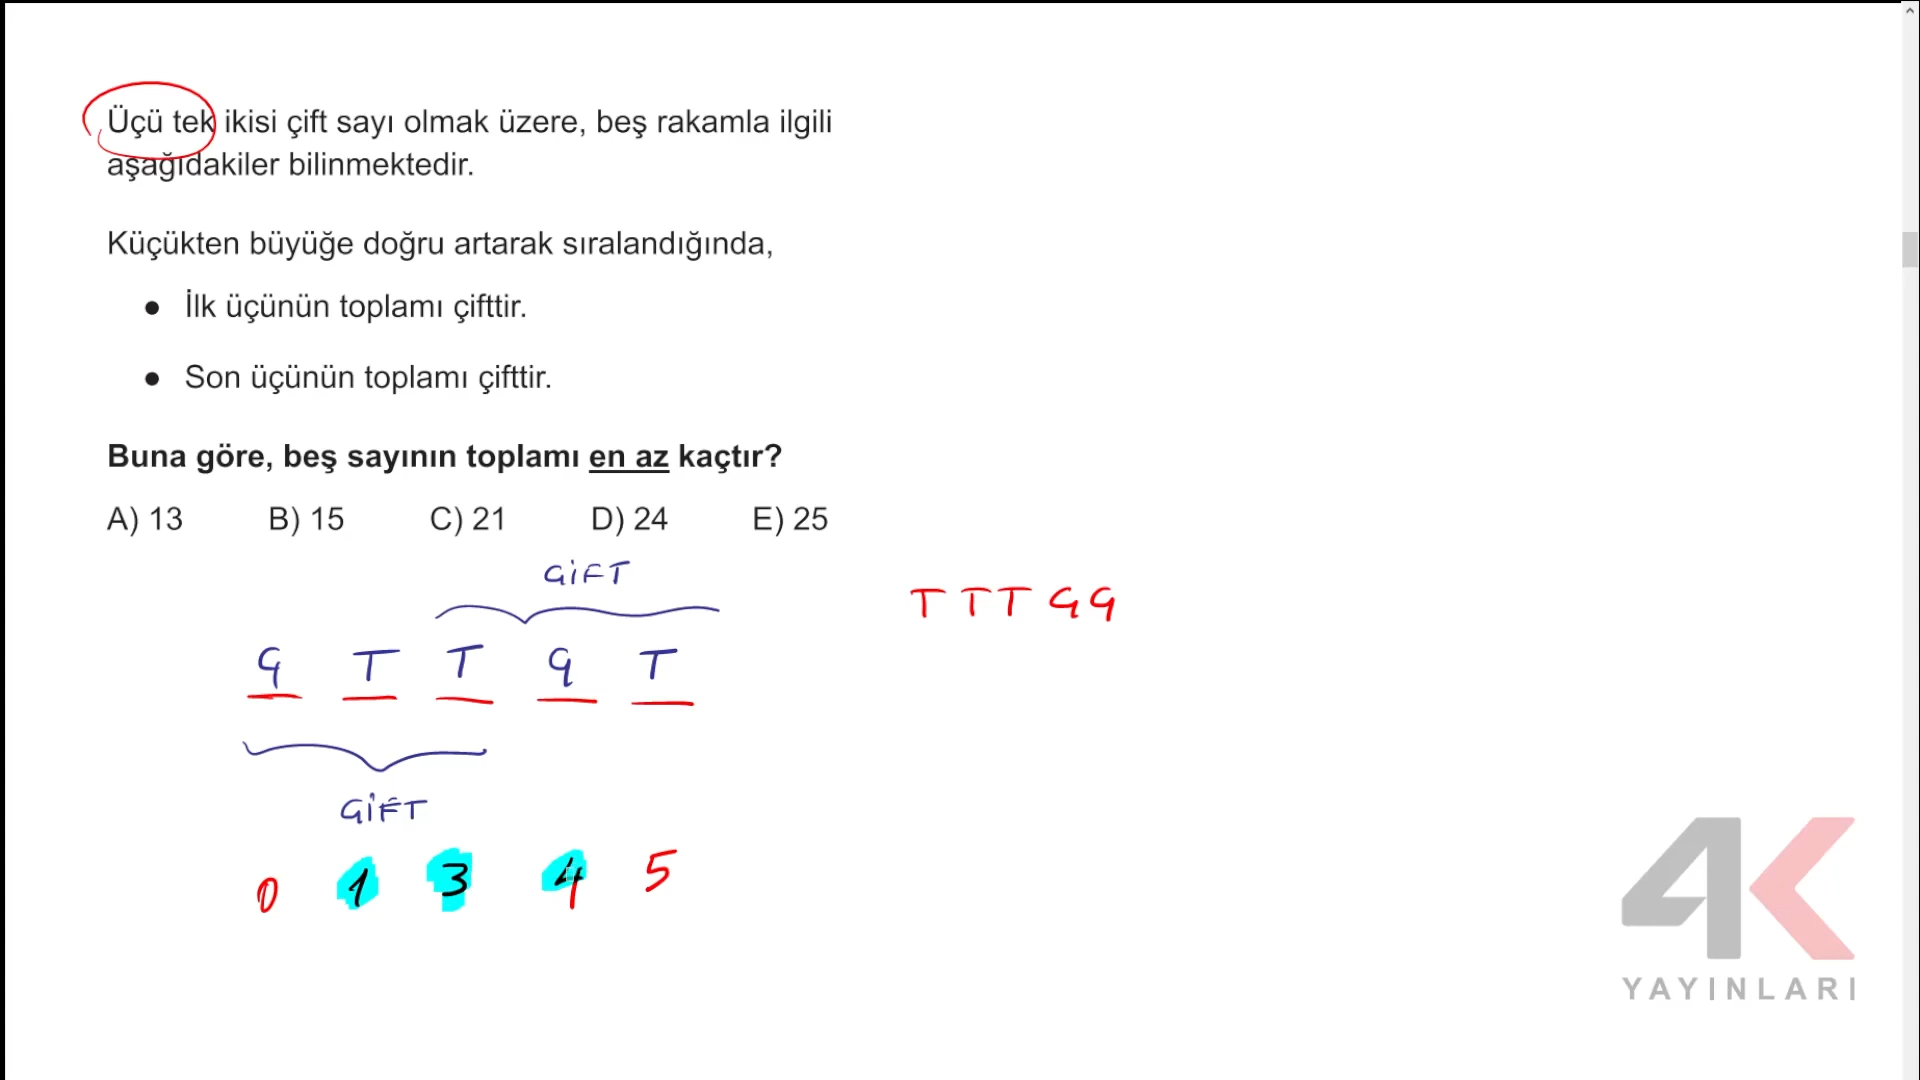 Üçü tek ikisi çift sayı olmak üzere, beş rakamla ilgili
aşağıdakiler bilinmektedir.
Küçükten büyüğe doğru artarak sıralandığında,
● İlk üçünün toplamı çifttir.
● Son üçünün toplamı çifttir.
Buna göre, beş sayının toplamı en az kaçtır?
A) 13 B) 15 C) 21 D) 24 E) 25
ÇİFT
T T T Ç Ç
Ç T T Ç T
ÇİFT
0 1 3 4 5
4K
YAYINLARI